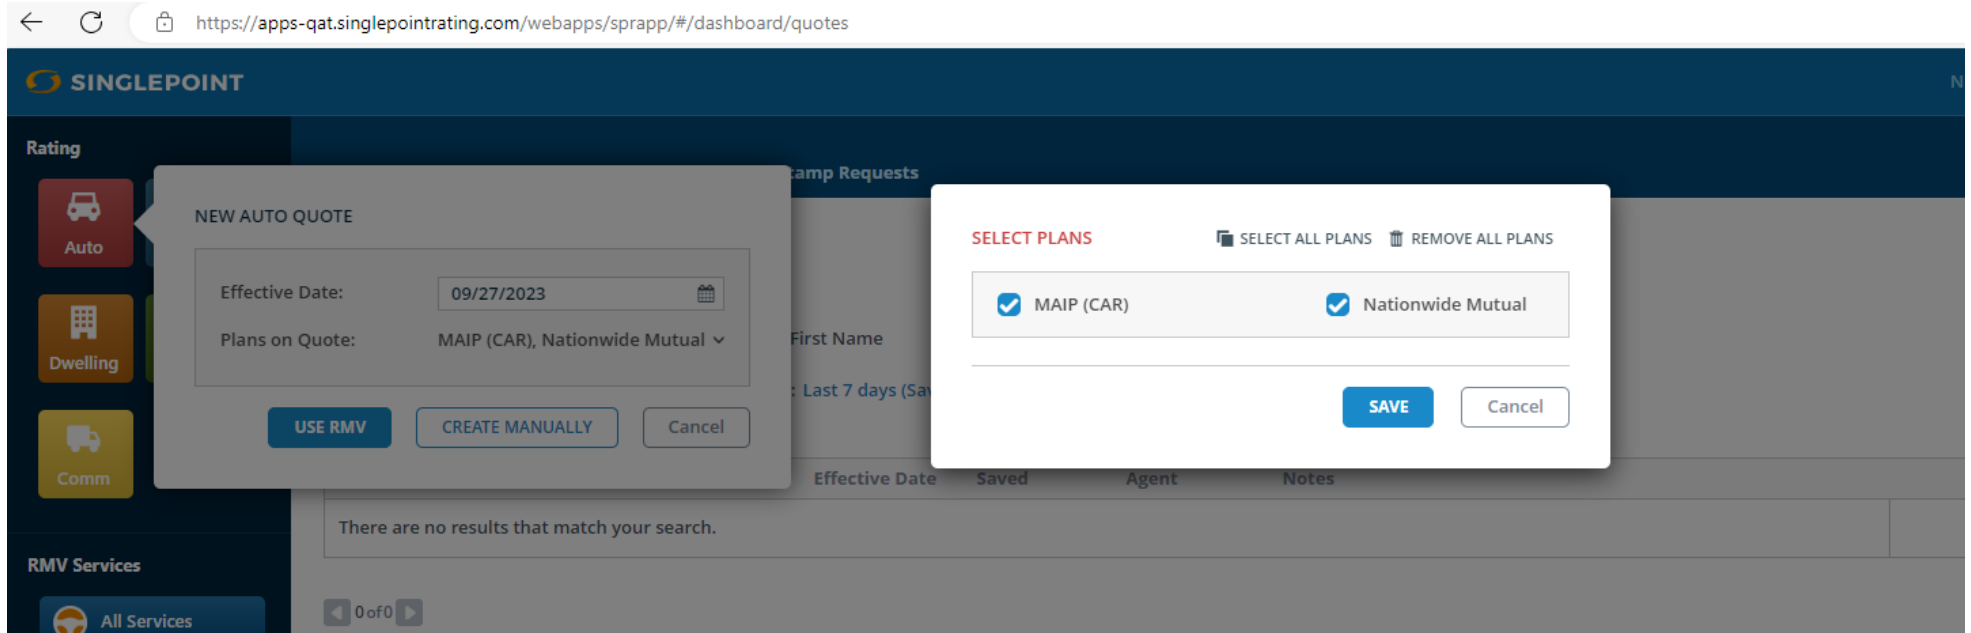 https://apps-qat.singlepointrating.com/webapps/sprapp/#/dashboard/quotes
SINGLEPOINT
N
Rating
Auto
Dwelling
Comm
RMV Services
All Services
NEW AUTO QUOTE
Effective Date: 09/27/2023
Plans on Quote: MAIP (CAR), Nationwide Mutual
USE RMV CREATE MANUALLY Cancel
tamp Requests
First Name
: Last 7 days (Sav
SELECT PLANS SELECT ALL PLANS REMOVE ALL PLANS
MAIP (CAR) Nationwide Mutual
SAVE Cancel
Effective Date Saved Agent Notes
There are no results that match your search.
0 of 0